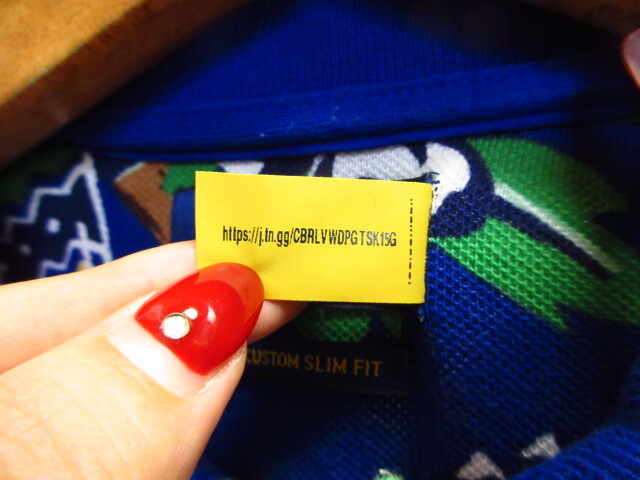 https://j.tn.gg/CBRLVWDPGTSK15G
CUSTOM SLIM FIT